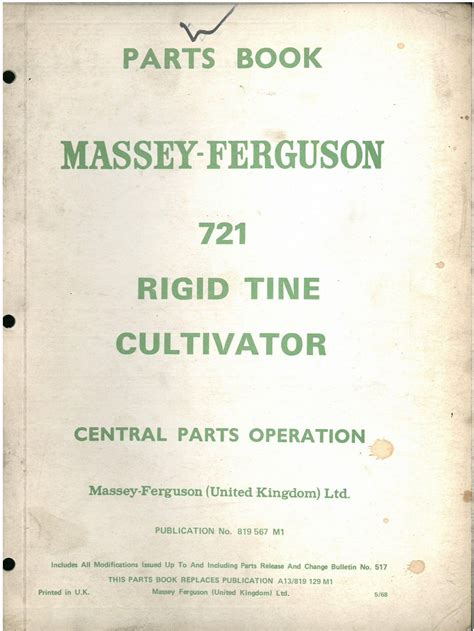 PARTS BOOK
MASSEY-FERGUSON
721
RIGID TINE
CULTIVATOR
CENTRAL PARTS OPERATION
Massey-Ferguson (United Kingdom) Ltd.
PUBLICATION No. 819 567 M1
Includes All Modifications Issued Up To And Including Parts Release And Change Bulletin No. 517
THIS PARTS BOOK REPLACES PUBLICATION A13/819 129 M1
Printed in U.K. Massey Ferguson (United Kingdom) Ltd. 5/68